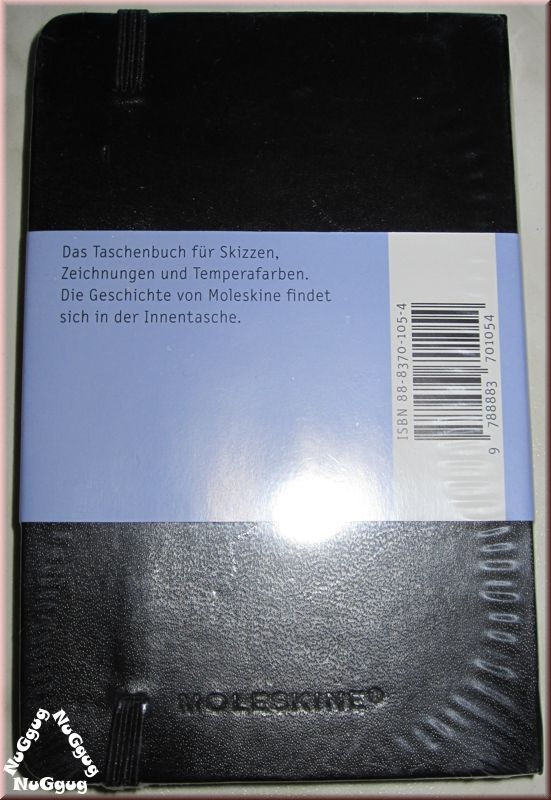 Das Taschenbuch für Skizzen,
Zeichnungen und Temperafarben.
Die Geschichte von Moleskine findet
sich in der Innentasche.
ISBN 88-8370-105-4
9 788883 701054
MOLESKINE®
NuGgug
NuGgug
NuGgug